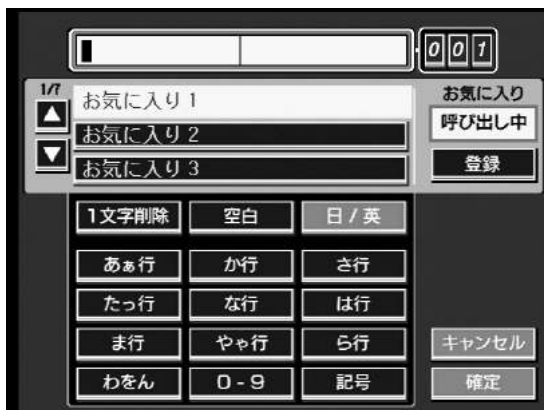 001
1/7
お気に入り 1
お気に入り 2
お気に入り 3
お気に入り
呼び出し中
登録
1文字削除 空白 日/英
あぁ行 か行 さ行
たっ行 な行 は行
ま行 やゃ行 ら行
わをん 0-9 記号
キャンセル
確定